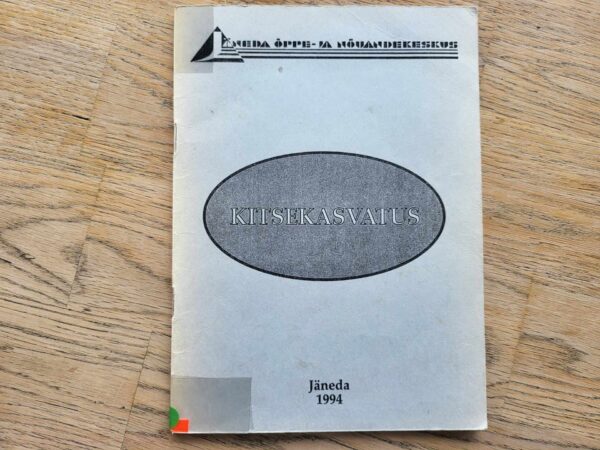 JÄNEDA ÕPPE- JA NÕUANDEKESKUS
KITSEKASVATUS
Jäneda
1994